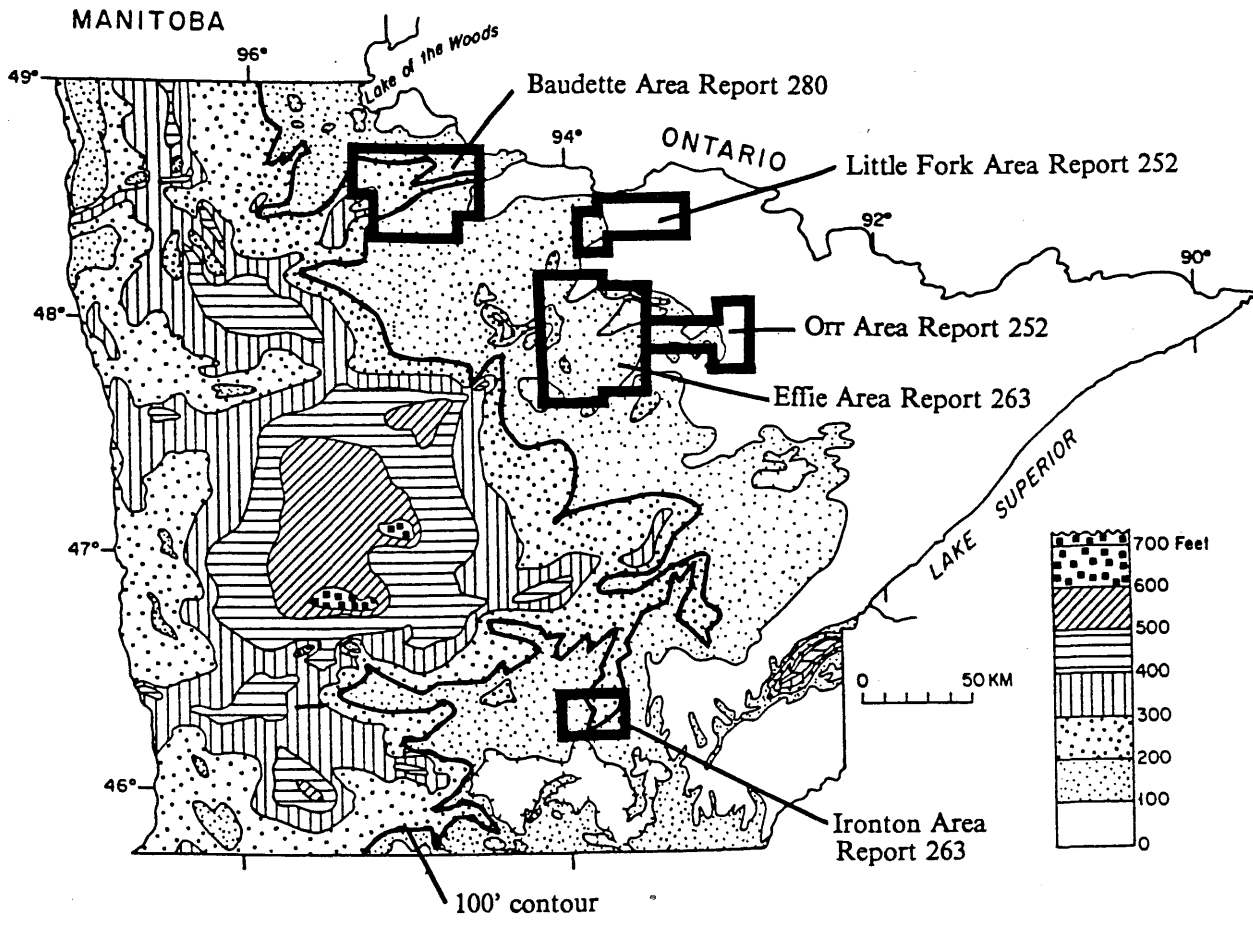 MANITOBA
96°
Lake of the Woods
49°
Baudette Area Report 280
94°
ONTARIO
Little Fork Area Report 252
92°
90°
48°
Orr Area Report 252
Effie Area Report 263
LAKE SUPERIOR
47°
700 Feet
600
500
400
300
200
100
0
0 50 KM
46°
Ironton Area
Report 263
100' contour